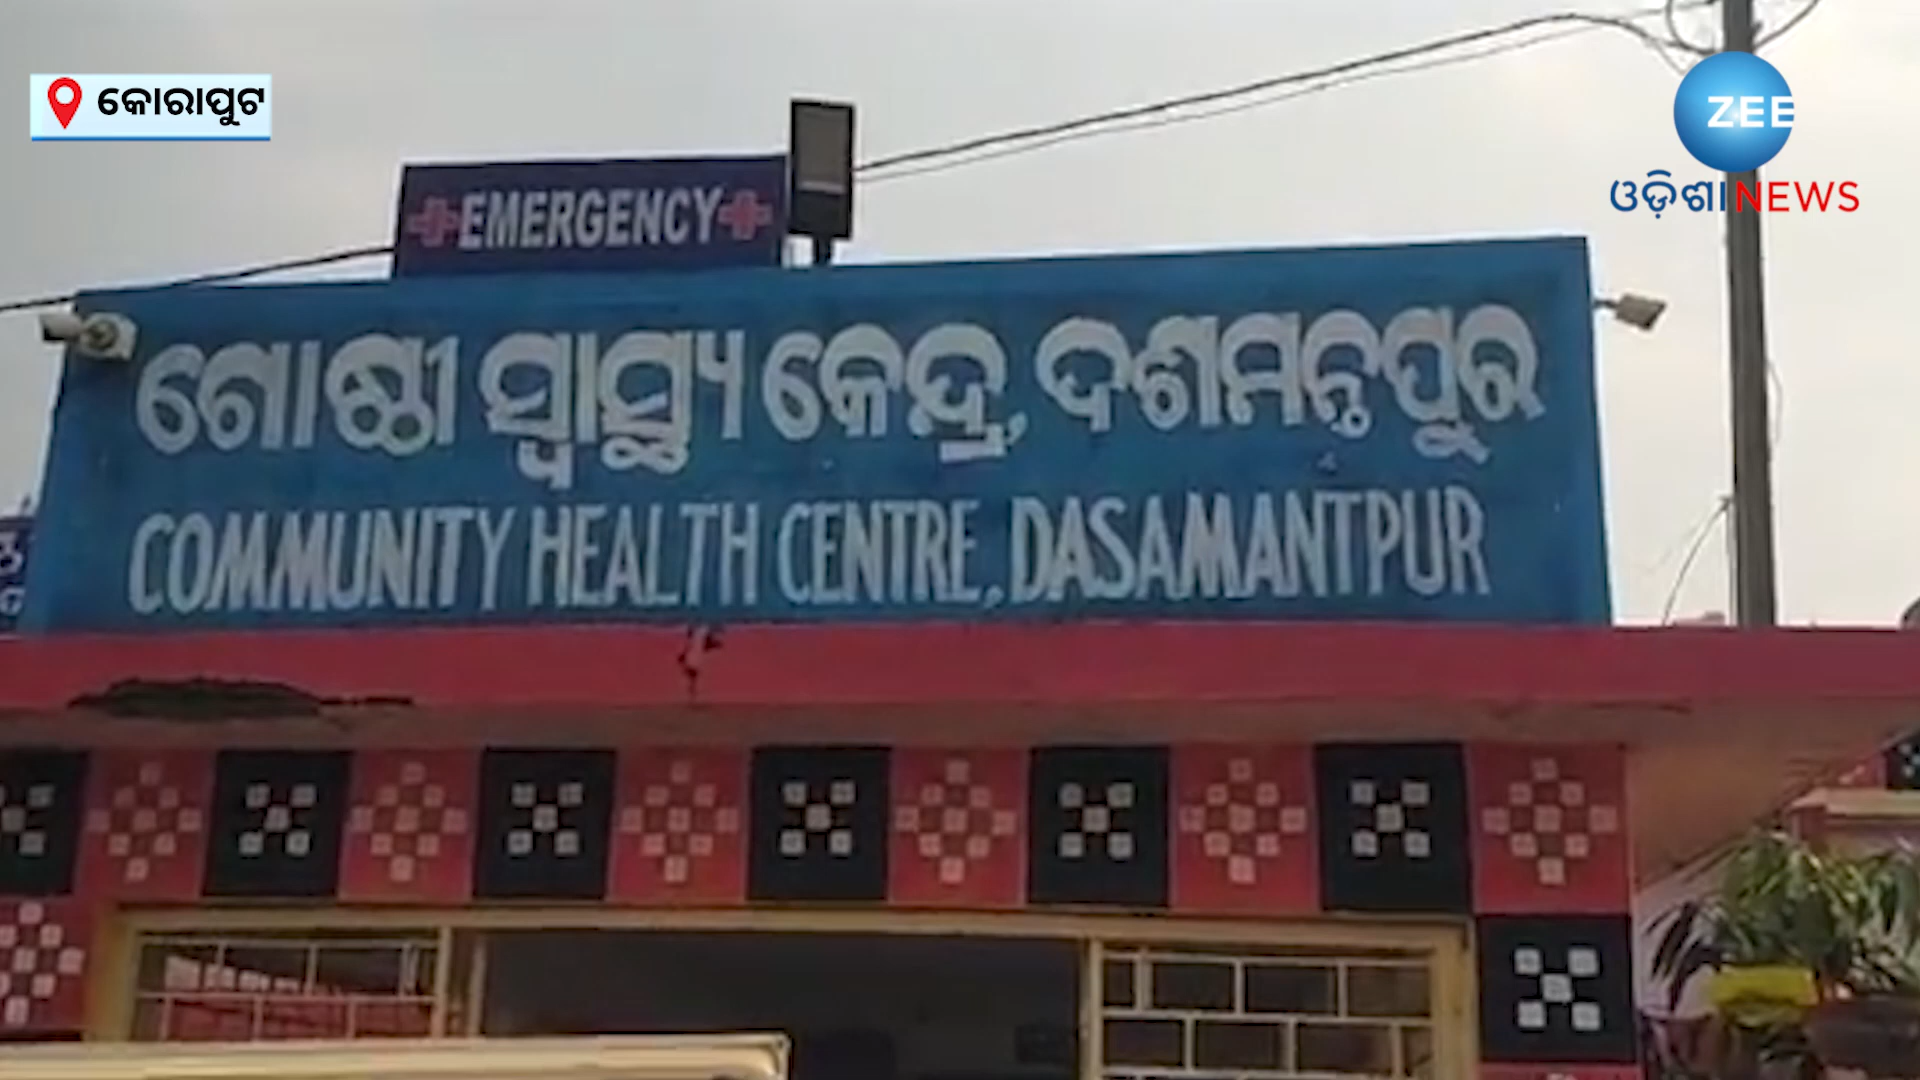 କୋରାପୁଟ
ZEE
ଓଡ଼ିଶା NEWS
EMERGENCY
ଗୋଷ୍ଠୀ ସ୍ୱାସ୍ଥ୍ୟ କେନ୍ଦ୍ର, ଦଶମନ୍ତପୁର
COMMUNITY HEALTH CENTRE, DASAMANTPUR